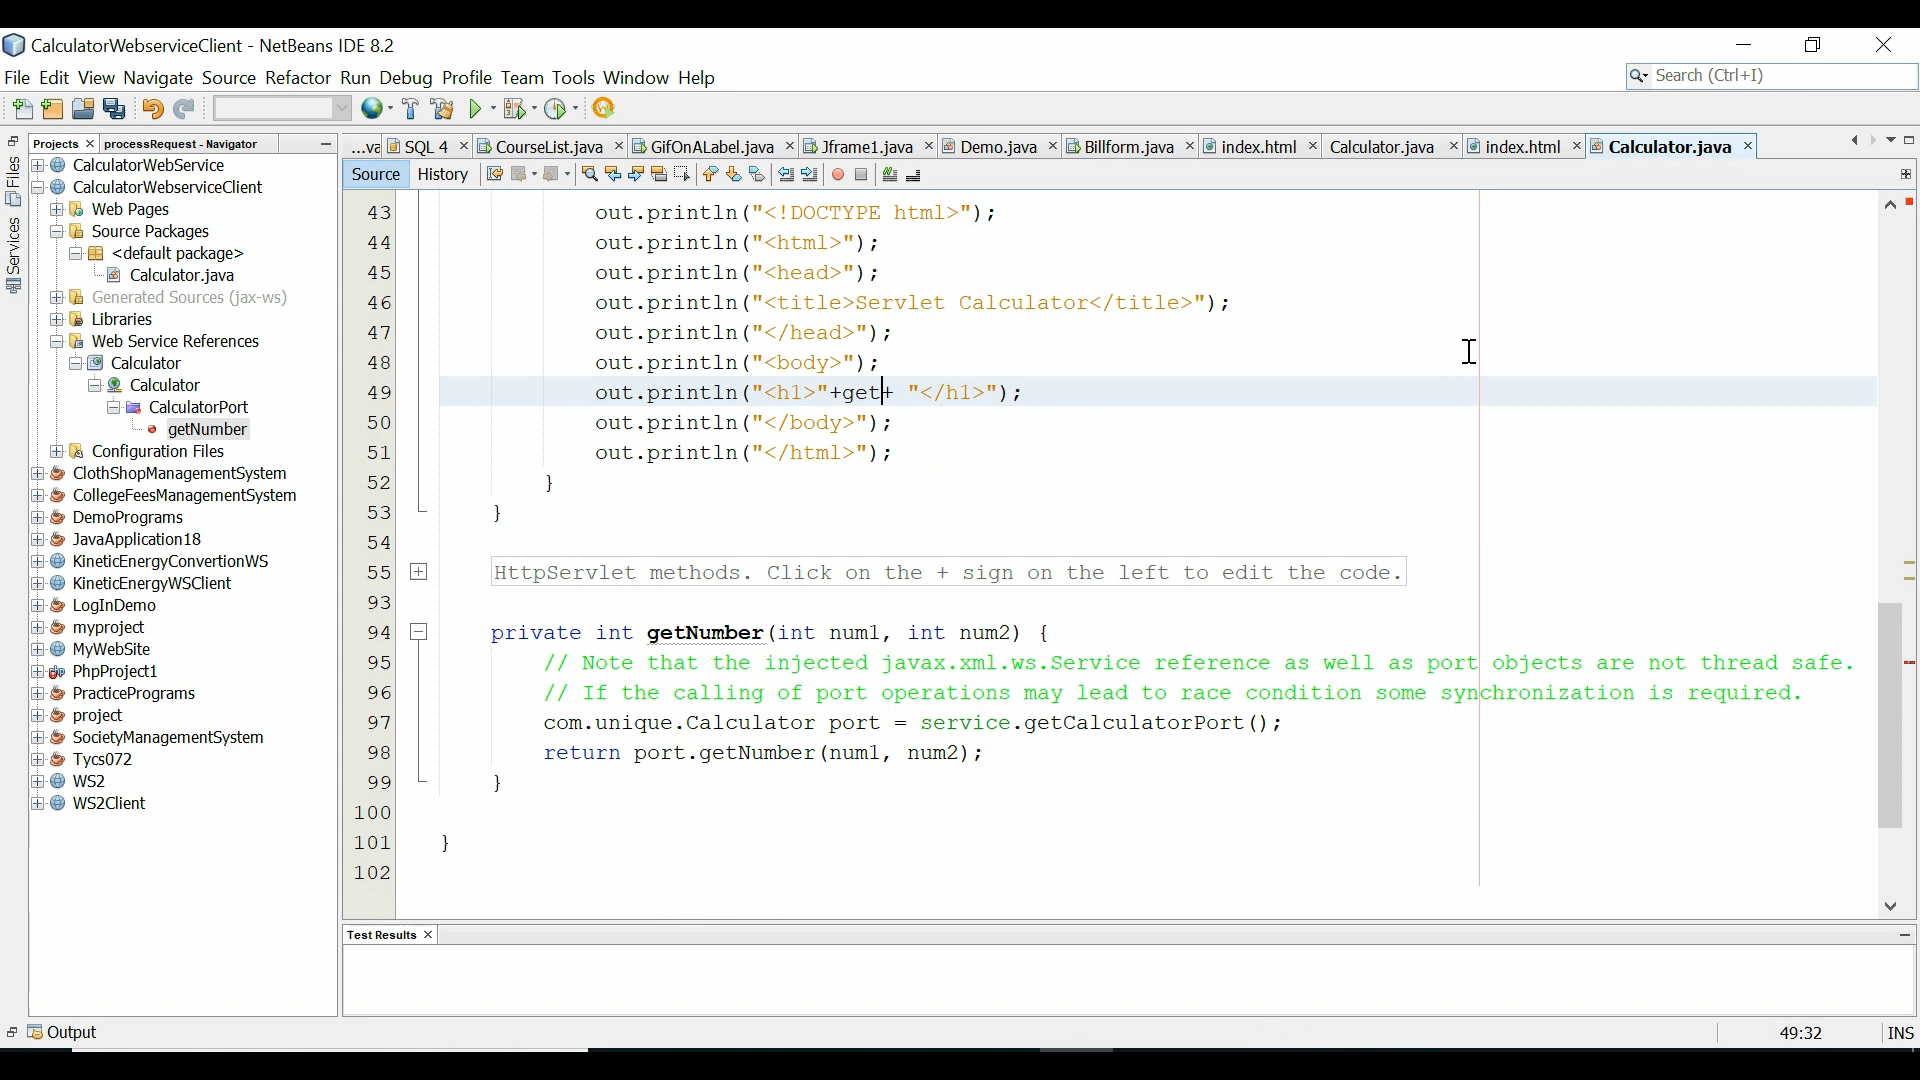 CalculatorWebserviceClient - NetBeans IDE 8.2
File Edit View Navigate Source Refactor Run Debug Profile Team Tools Window Help
Search (Ctrl+I)
Projects
processRequest - Navigator
...va
SQL 4
CourseList.java
GifOnALabel.java
Jframe1.java
Demo.java
Billform.java
index.html
Calculator.java
index.html
Calculator.java
Source History
Files
Services
CalculatorWebService
CalculatorWebserviceClient
Web Pages
Source Packages
<default package>
Calculator.java
Generated Sources (jax-ws)
Libraries
Web Service References
Calculator
Calculator
CalculatorPort
getNumber
Configuration Files
ClothShopManagementSystem
CollegeFeesManagementSystem
DemoPrograms
JavaApplication18
KineticEnergyConvertionWS
KineticEnergyWSClient
LogInDemo
myproject
MyWebSite
PhpProject1
PracticePrograms
project
SocietyManagementSystem
Tycs072
WS2
WS2Client
43 out.println("<!DOCTYPE html>");
44 out.println("<html>");
45 out.println("<head>");
46 out.println("<title>Servlet Calculator</title>");
47 out.println("</head>");
48 out.println("<body>");
49 out.println("<h1>"+get+ "</h1>");
50 out.println("</body>");
51 out.println("</html>");
52 }
53 }
54
55 HttpServlet methods. Click on the + sign on the left to edit the code.
93
94 private int getNumber(int num1, int num2) {
95 // Note that the injected javax.xml.ws.Service reference as well as port objects are not thread safe.
96 // If the calling of port operations may lead to race condition some synchronization is required.
97 com.unique.Calculator port = service.getCalculatorPort();
98 return port.getNumber(num1, num2);
99 }
100
101 }
102
Test Results
Output
49:32
INS